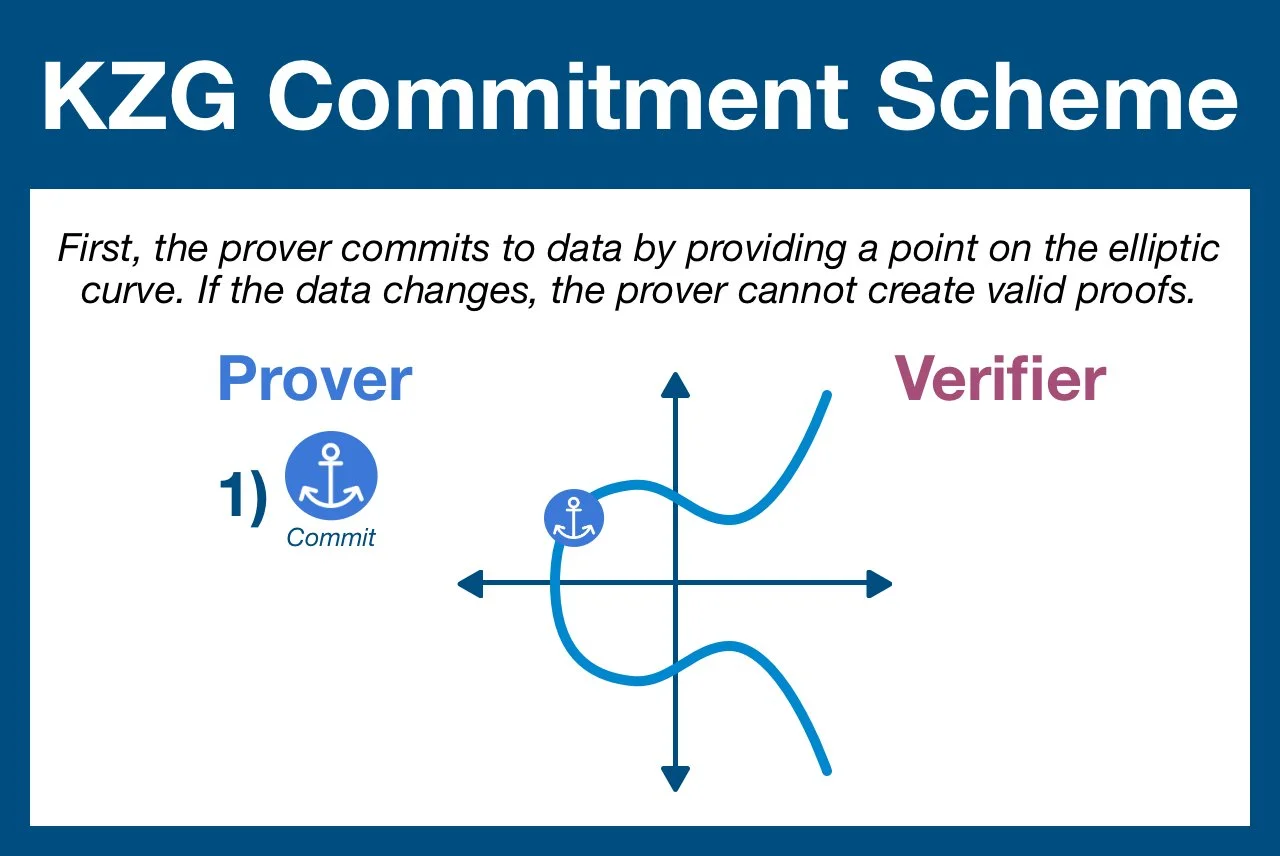 KZG Commitment Scheme
First, the prover commits to data by providing a point on the elliptic
curve. If the data changes, the prover cannot create valid proofs.
Prover
Verifier
1)
Commit